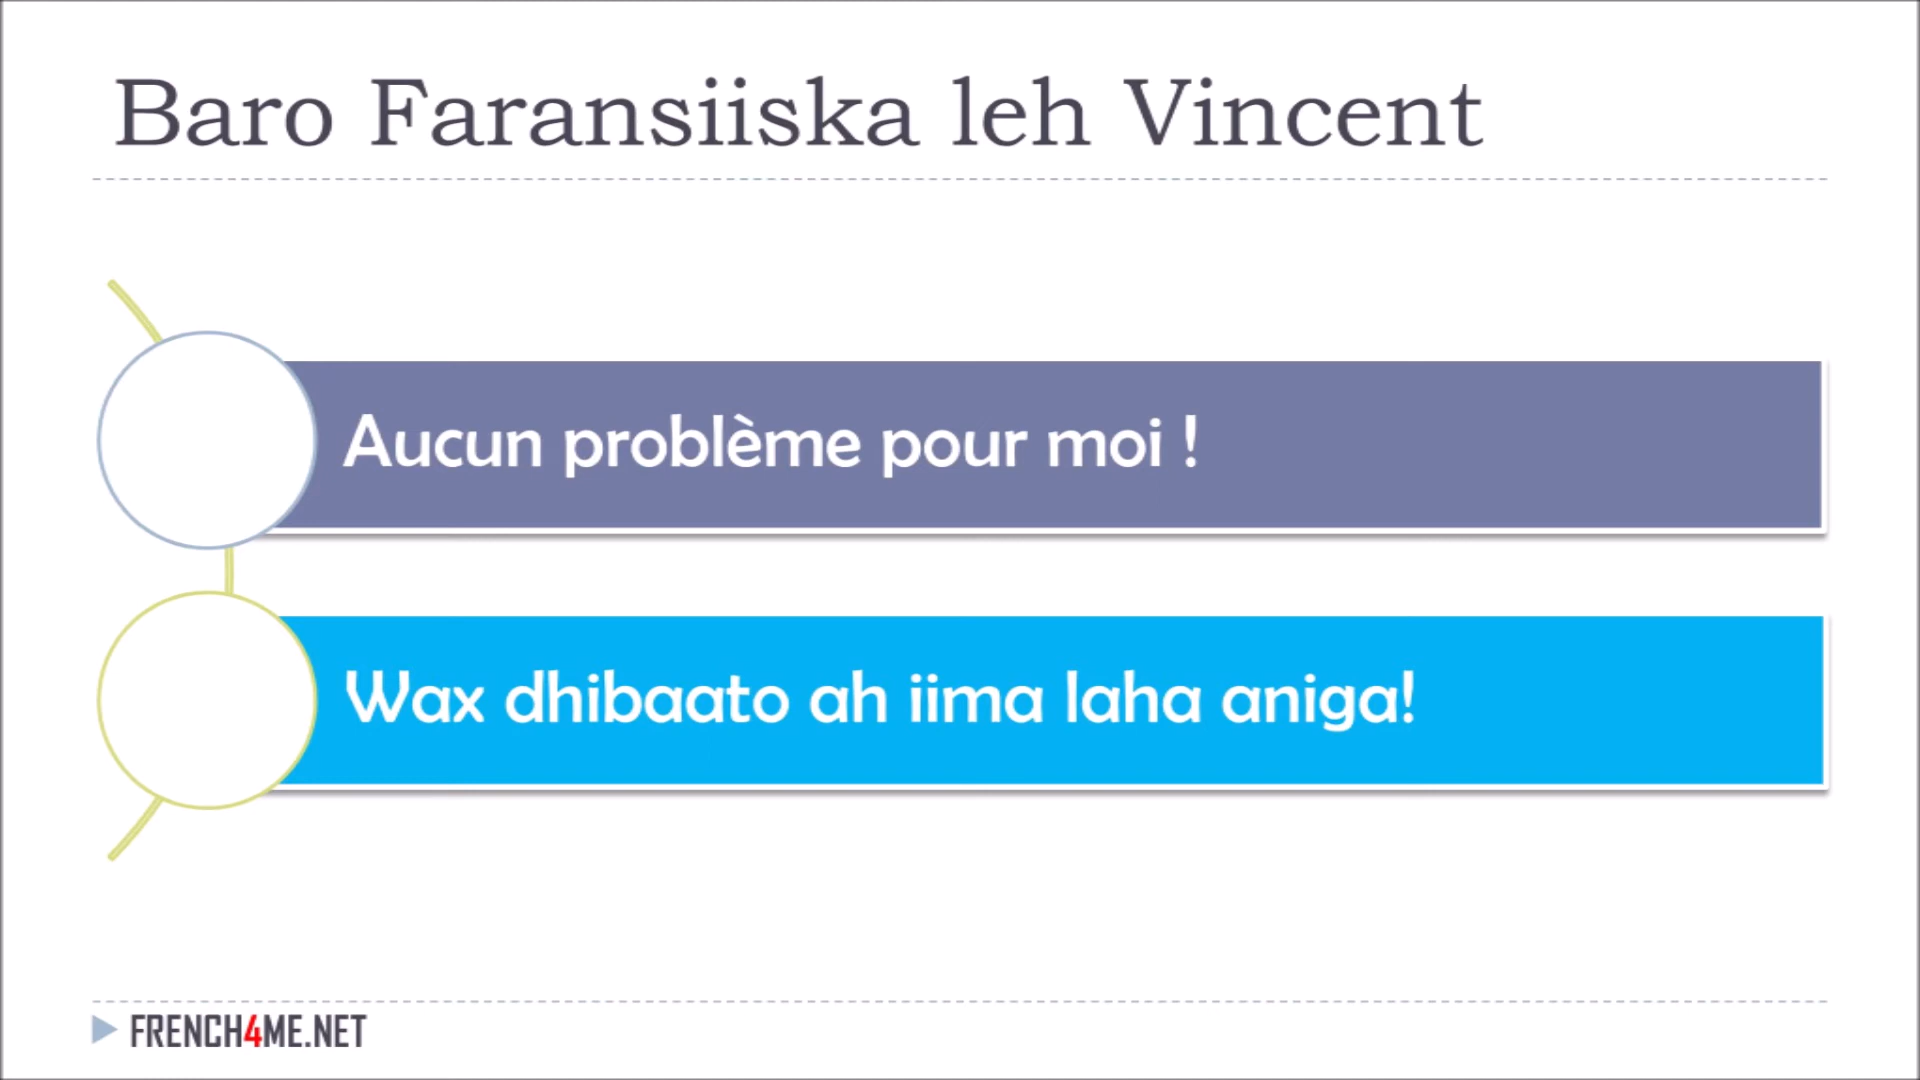 Baro Faransiiska leh Vincent
Aucun problème pour moi !
Wax dhibaato ah iima laha aniga!
FRENCH4ME.NET